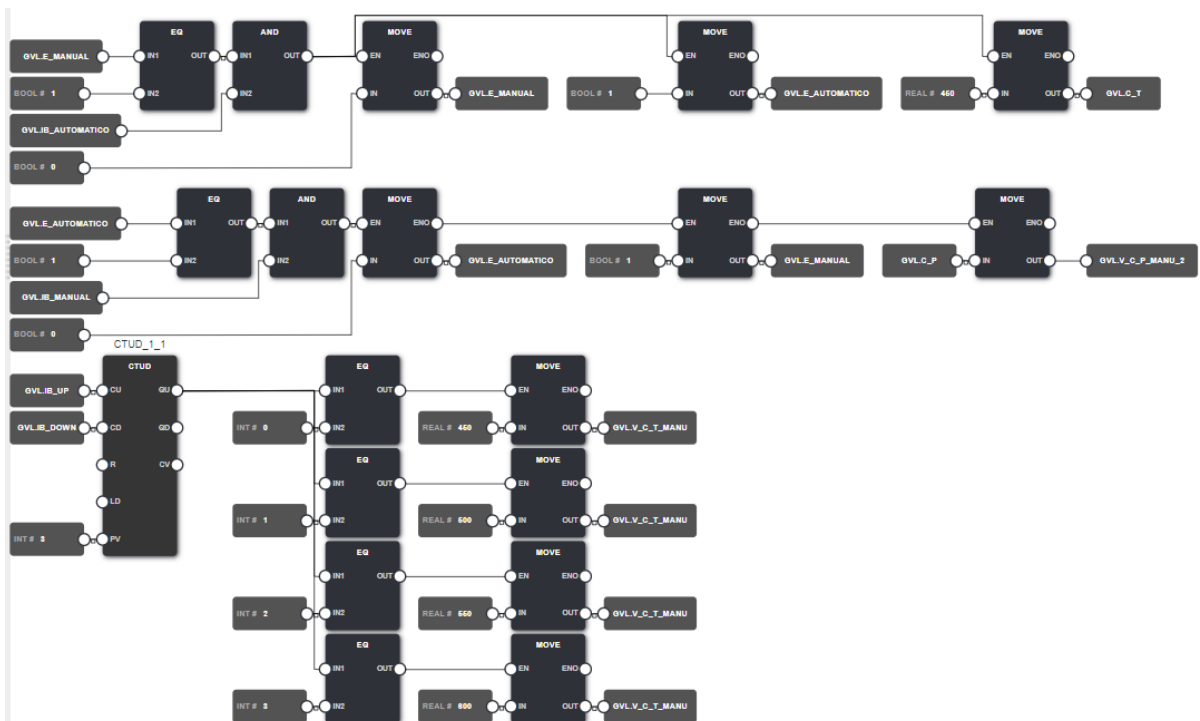 EQ AND MOVE MOVE MOVE
GVL.E_MANUAL IN1 OUT IN1 OUT EN ENO EN ENO EN ENO
BOOL # 1 IN2 IN2 IN OUT GVL.E_MANUAL BOOL # 1 IN OUT GVL.E_AUTOMATICO REAL # 450 IN OUT GVL.C_T
GVL.IB_AUTOMATICO
BOOL # 0
EQ AND MOVE MOVE MOVE
GVL.E_AUTOMATICO IN1 OUT IN1 OUT EN ENO EN ENO EN ENO
BOOL # 1 IN2 IN2 IN OUT GVL.E_AUTOMATICO BOOL # 1 IN OUT GVL.E_MANUAL GVL.C_P IN OUT GVL.V_C_P_MANU_2
GVL.IB_MANUAL
BOOL # 0
CTUD_1_1
CTUD EQ MOVE
GVL.IB_UP CU QU IN1 OUT EN ENO
GVL.IB_DOWN CD QD INT # 0 IN2 REAL # 450 IN OUT GVL.V_C_T_MANU
R CV EQ MOVE
IN1 OUT EN ENO
LD
INT # 1 IN2 REAL # 500 IN OUT GVL.V_C_T_MANU
INT # 3 PV
EQ MOVE
IN1 OUT EN ENO
INT # 2 IN2 REAL # 550 IN OUT GVL.V_C_T_MANU
EQ MOVE
IN1 OUT EN ENO
INT # 3 IN2 REAL # 600 IN OUT GVL.V_C_T_MANU